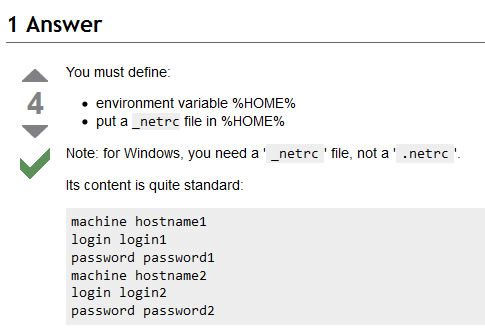 1 Answer
4
You must define:
environment variable %HOME%
put a _netrc file in %HOME%
Note: for Windows, you need a '_netrc' file, not a '.netrc'.
Its content is quite standard:
machine hostname1
login login1
password password1
machine hostname2
login login2
password password2